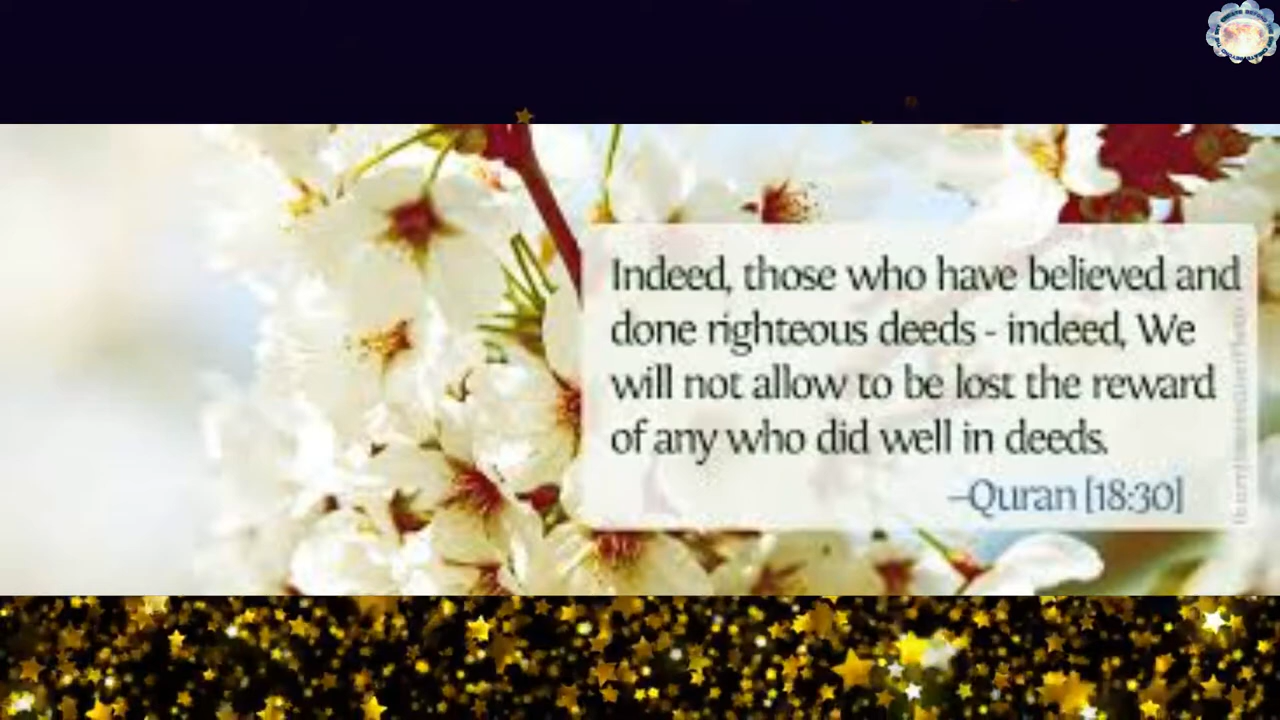 Indeed, those who have believed and
done righteous deeds - indeed, We
will not allow to be lost the reward
of any who did well in deeds.
–Quran [18:30]